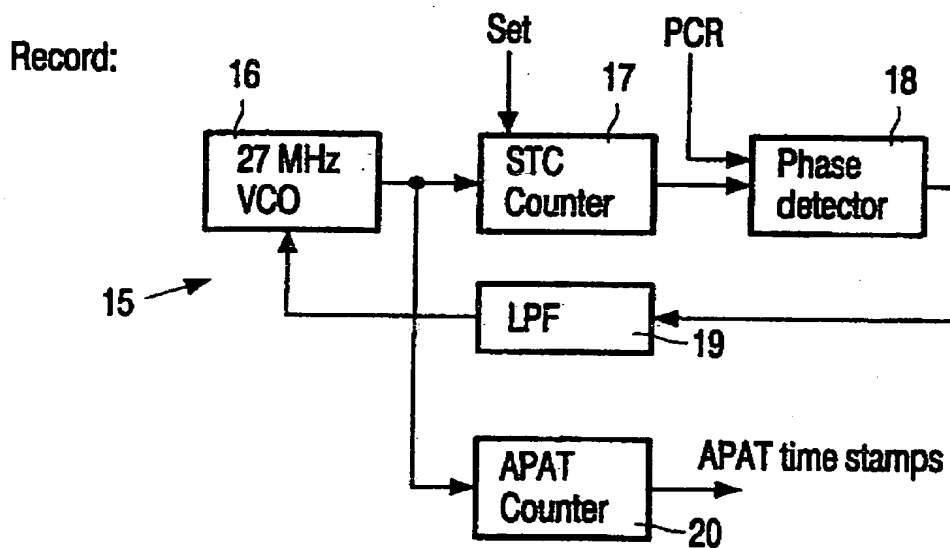 Record:
Set
PCR
16
17
18
27 MHz
VCO
STC
Counter
Phase
detector
15
LPF
19
APAT
Counter
APAT time stamps
20